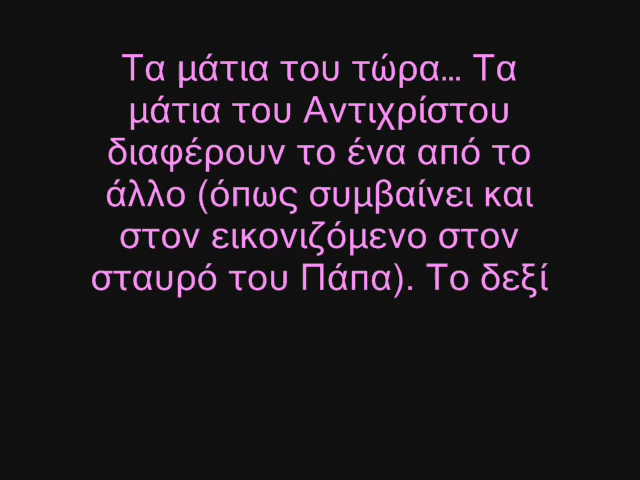 Τα μάτια του τώρα... Τα
μάτια του Αντιχρίστου
διαφέρουν το ένα από το
άλλο (όπως συμβαίνει και
στον εικονιζόμενο στον
σταυρό του Πάπα). Το δεξί